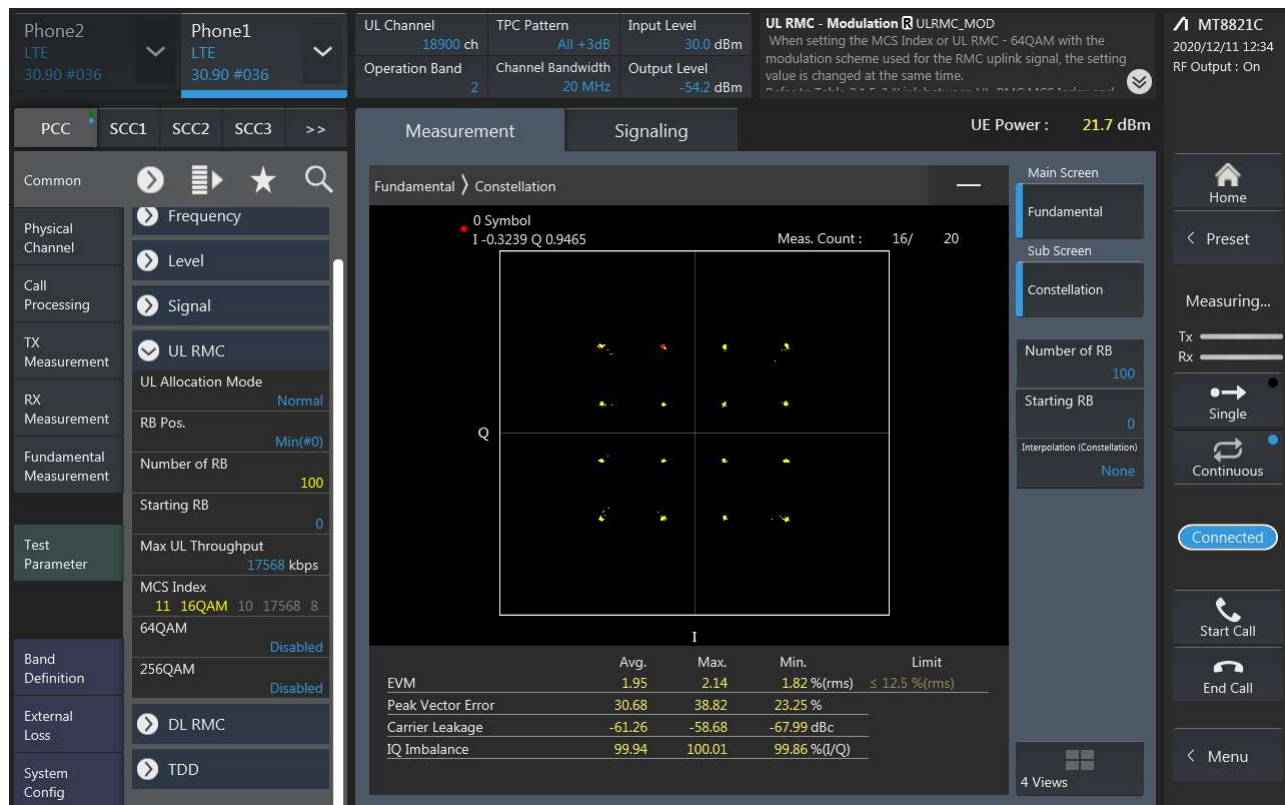 Phone2
LTE
30.90 #036
Phone1
LTE
30.90 #036
UL Channel
18900 ch
TPC Pattern
All +3dB
Input Level
30.0 dBm
Operation Band
2
Channel Bandwidth
20 MHz
Output Level
-54.2 dBm
UL RMC - Modulation R ULRMC_MOD
When setting the MCS Index or UL RMC - 64QAM with the
modulation scheme used for the RMC uplink signal, the setting
value is changed at the same time.
MT8821C
2020/12/11 12:34
RF Output : On
PCC SCC1 SCC2 SCC3 >>
Measurement
Signaling
UE Power : 21.7 dBm
Common
Physical
Channel
Call
Processing
TX
Measurement
RX
Measurement
Fundamental
Measurement
Test
Parameter
Band
Definition
External
Loss
System
Config
Frequency
Level
Signal
UL RMC
UL Allocation Mode
Normal
RB Pos.
Min(#0)
Number of RB
100
Starting RB
0
Max UL Throughput
17568 kbps
MCS Index
11 16QAM 10 17568 8
64QAM
Disabled
256QAM
Disabled
DL RMC
TDD
Fundamental 〉 Constellation
0 Symbol
I -0.3239 Q 0.9465
Meas. Count : 16/ 20
Q
I
Avg. Max. Min. Limit
EVM 1.95 2.14 1.82 %(rms) ≤ 12.5 %(rms)
Peak Vector Error 30.68 38.82 23.25 %
Carrier Leakage -61.26 -58.68 -67.99 dBc
IQ Imbalance 99.94 100.01 99.86 %(I/Q)
Main Screen
Fundamental
Sub Screen
Constellation
Number of RB
100
Starting RB
0
Interpolation (Constellation)
None
4 Views
Home
< Preset
Measuring...
Tx
Rx
Single
Continuous
Connected
Start Call
End Call
< Menu